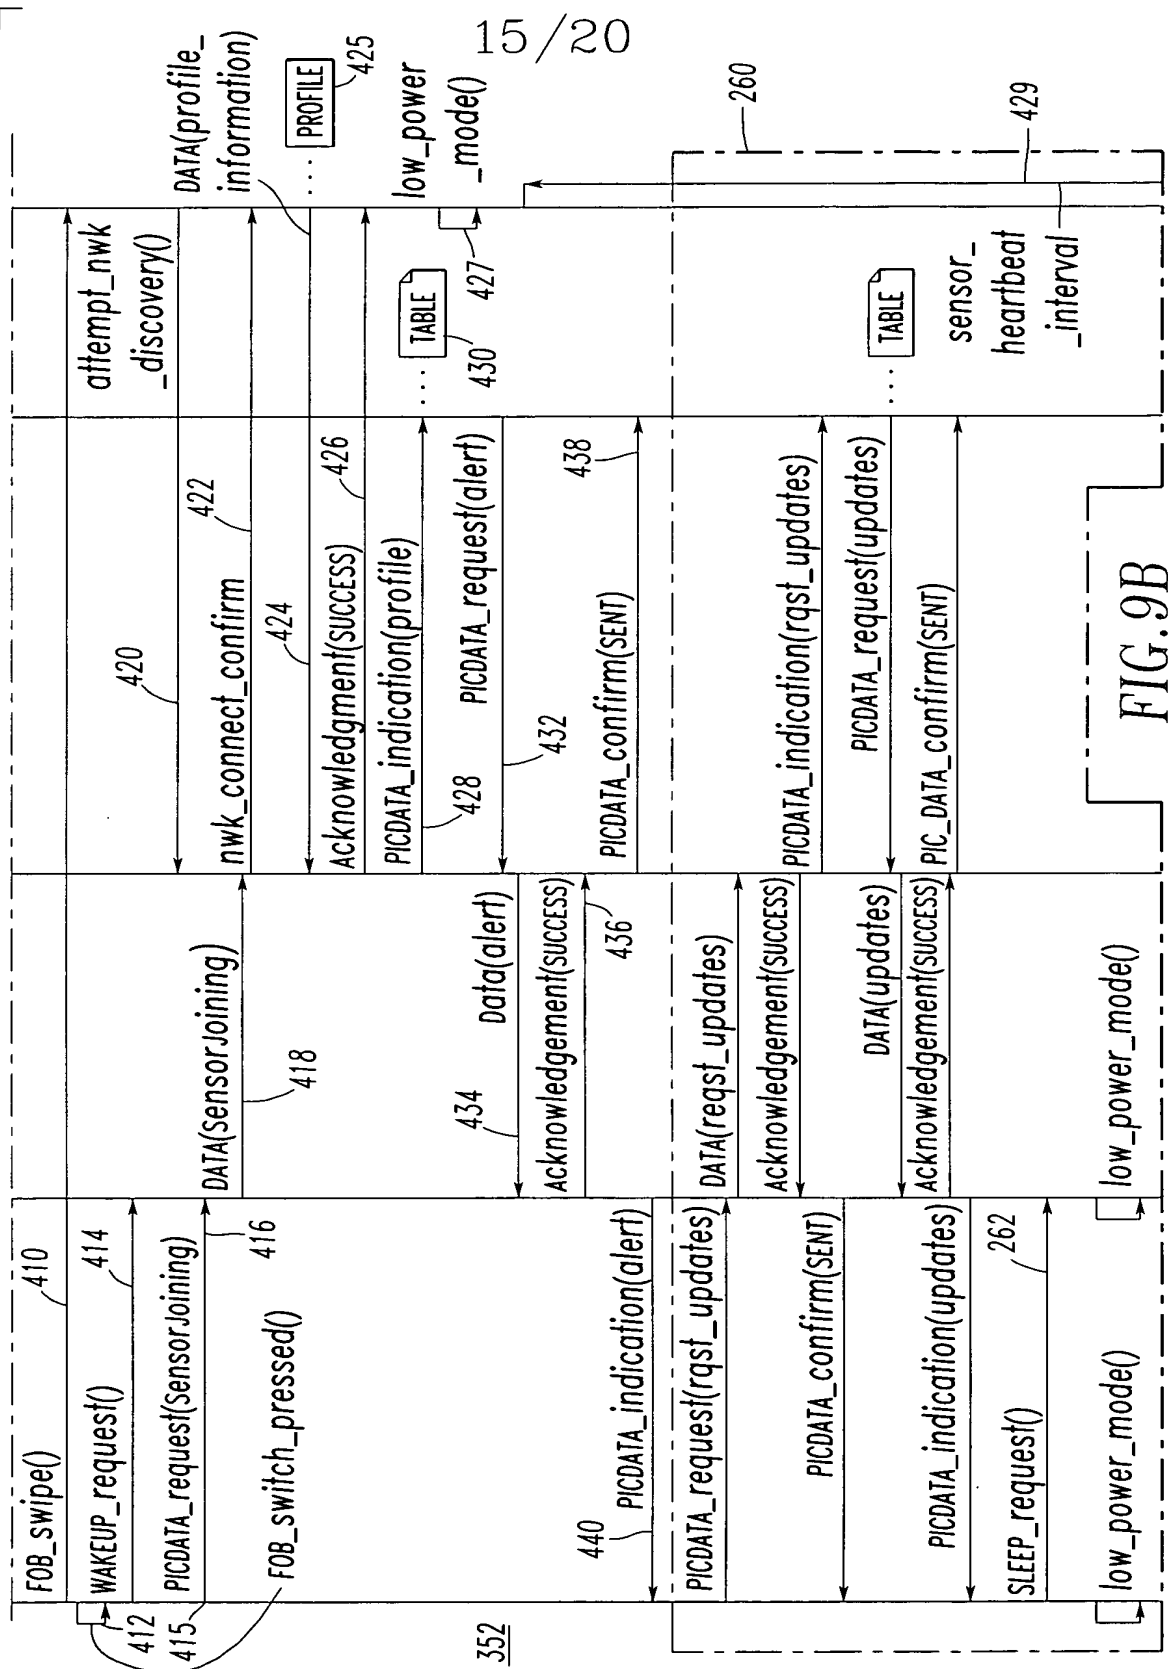 15/20
FOB_swipe()
410
attempt_nwk
_discovery()
412
WAKEUP_request()
414
420
DATA(profile_
information)
415
PICDATA_request(SensorJoining)
416
DATA(SensorJoining)
418
nwk_connect_confirm
422
FOB_switch_pressed()
424
... PROFILE
425
Acknowledgment(SUCCESS)
426
PICDATA_indication(profile)
428
... TABLE
430
low_power
_mode()
427
352
434
Data(alert)
PICDATA_request(alert)
432
Acknowledgement(SUCCESS)
436
PICDATA_confirm(SENT)
438
440
PICDATA_indication(alert)
260
PICDATA_request(rqst_updates)
DATA(reqst_updates)
Acknowledgement(SUCCESS)
PICDATA_indication(rqst_updates)
PICDATA_confirm(SENT)
PICDATA_request(updates)
... TABLE
DATA(updates)
Acknowledgement(SUCCESS)
PIC_DATA_confirm(SENT)
PICDATA_indication(updates)
sensor_
heartbeat
_interval
429
SLEEP_request()
262
low_power_mode()
low_power_mode()
FIG.9B